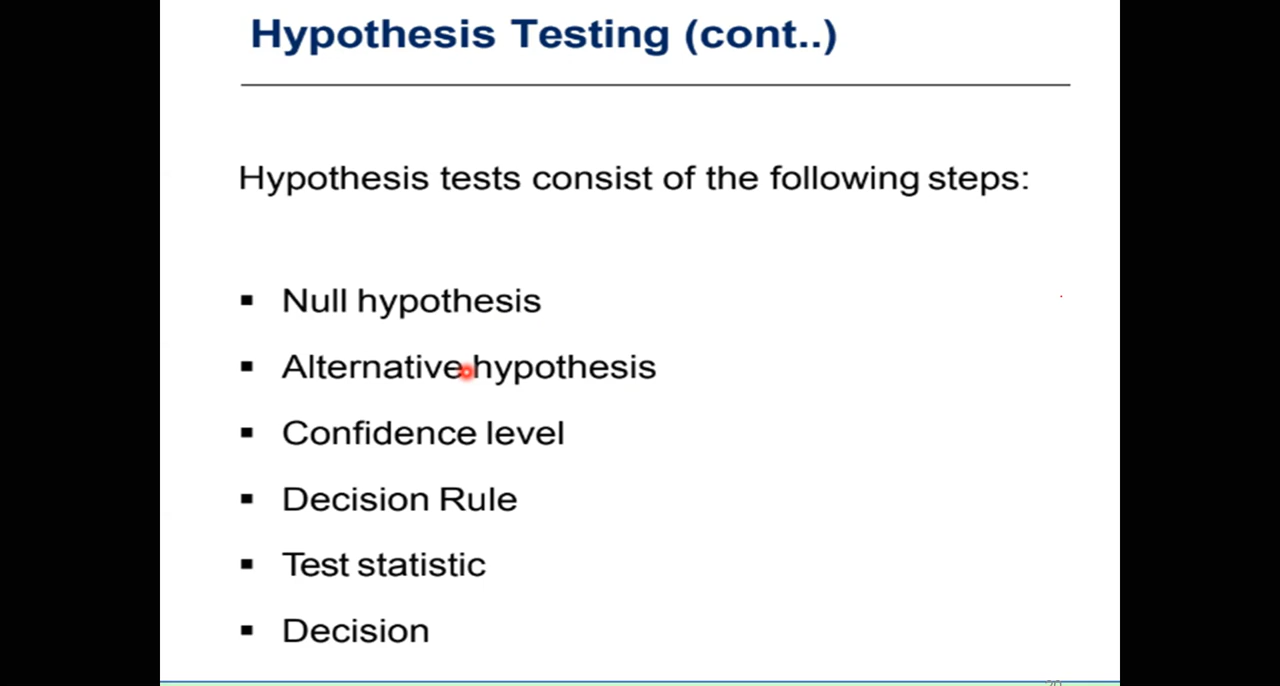 Hypothesis Testing (cont..)
Hypothesis tests consist of the following steps:
▪ Null hypothesis
▪ Alternative hypothesis
▪ Confidence level
▪ Decision Rule
▪ Test statistic
▪ Decision